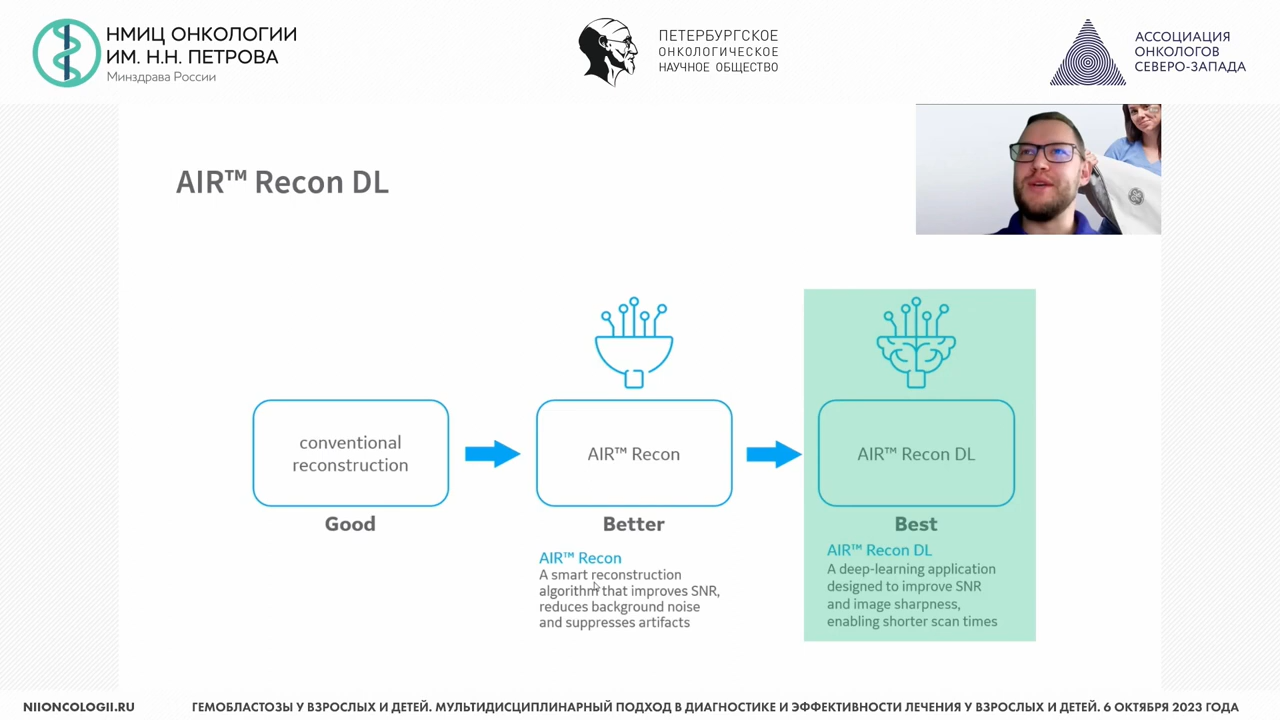 НМИЦ ОНКОЛОГИИ
ИМ. Н.Н. ПЕТРОВА
Минздрава России
ПЕТЕРБУРГСКОЕ
ОНКОЛОГИЧЕСКОЕ
НАУЧНОЕ ОБЩЕСТВО
АССОЦИАЦИЯ
ОНКОЛОГОВ
СЕВЕРО-ЗАПАДА
AIR™ Recon DL
conventional
reconstruction
Good
AIR™ Recon
Better
AIR™ Recon
A smart reconstruction
algorithm that improves SNR,
reduces background noise
and suppresses artifacts
AIR™ Recon DL
Best
AIR™ Recon DL
A deep-learning application
designed to improve SNR
and image sharpness,
enabling shorter scan times
NIIONCOLOGII.RU
ГЕМОБЛАСТОЗЫ У ВЗРОСЛЫХ И ДЕТЕЙ. МУЛЬТИДИСЦИПЛИНАРНЫЙ ПОДХОД В ДИАГНОСТИКЕ И ЭФФЕКТИВНОСТИ ЛЕЧЕНИЯ У ВЗРОСЛЫХ И ДЕТЕЙ. 6 ОКТЯБРЯ 2023 ГОДА